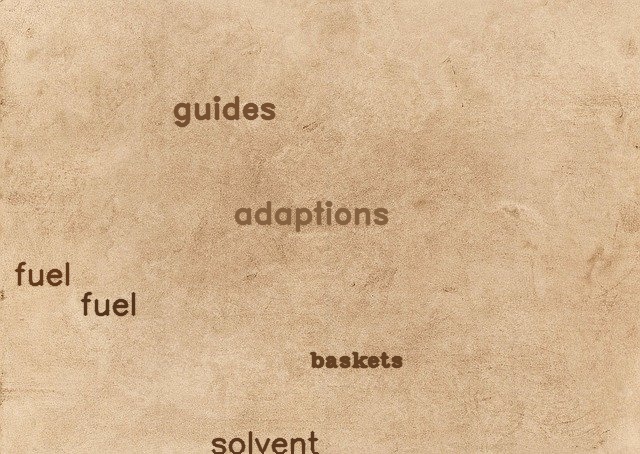 guides
adaptions
fuel
fuel
baskets
solvent